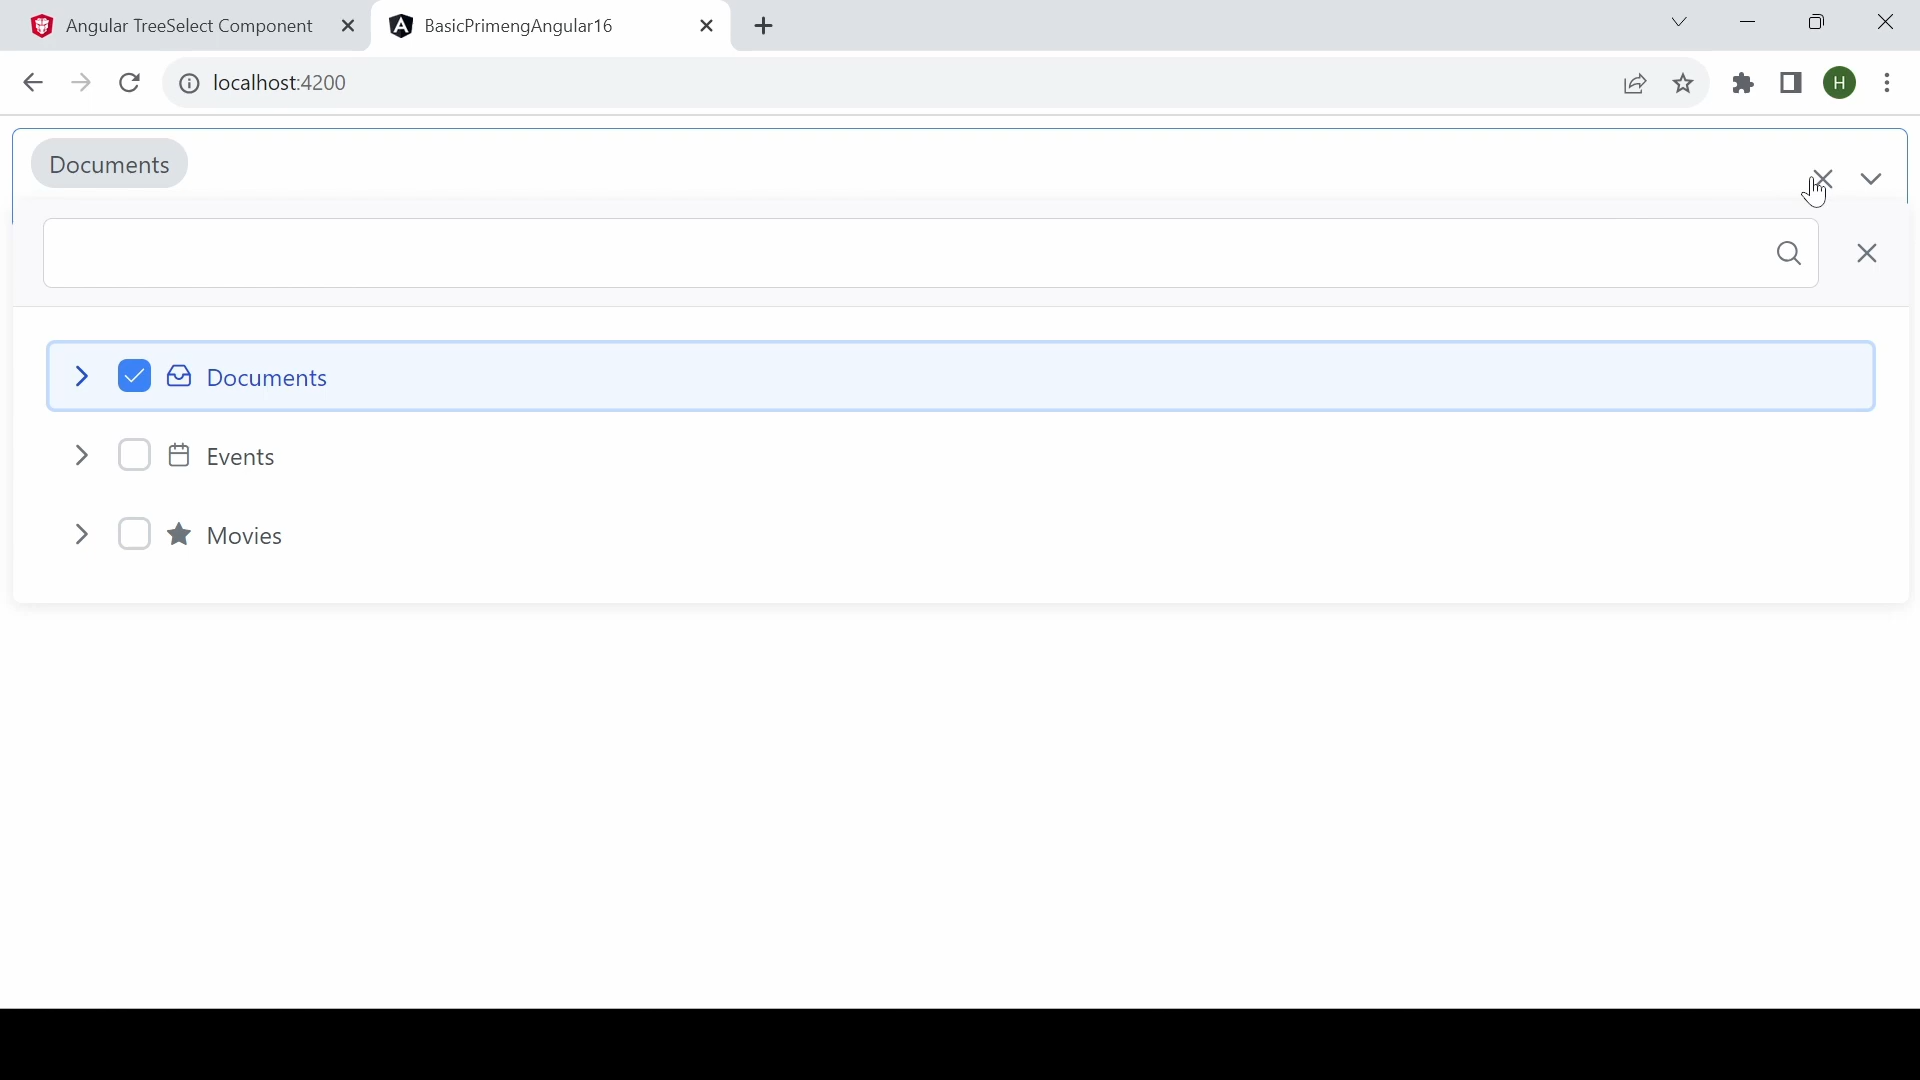 Angular TreeSelect Component
BasicPrimengAngular16
localhost:4200
H
Documents
Documents
Events
Movies